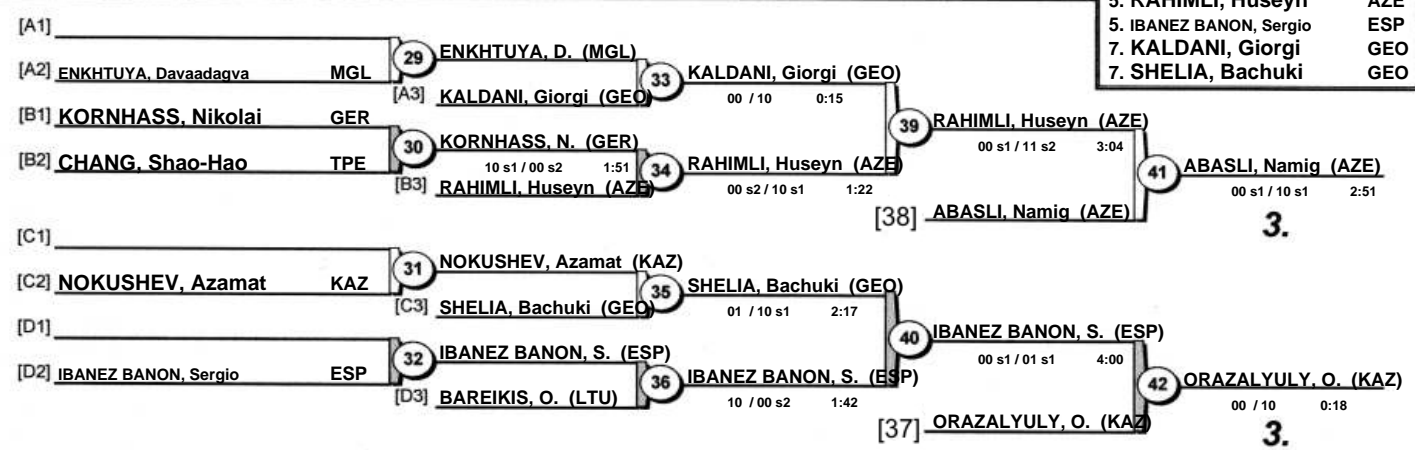 5. RAHIMLI, Huseyn AZE
5. IBANEZ BANON, Sergio ESP
7. KALDANI, Giorgi GEO
7. SHELIA, Bachuki GEO
[A1]
[A2] ENKHTUYA, Davaadagva MGL
29 ENKHTUYA, D. (MGL)
[A3] KALDANI, Giorgi (GEO)
33 KALDANI, Giorgi (GEO)
00 / 10 0:15
[B1] KORNHASS, Nikolai GER
[B2] CHANG, Shao-Hao TPE
30 KORNHASS, N. (GER)
10 s1 / 00 s2 1:51
[B3] RAHIMLI, Huseyn (AZE)
34 RAHIMLI, Huseyn (AZE)
00 s2 / 10 s1 1:22
39 RAHIMLI, Huseyn (AZE)
00 s1 / 11 s2 3:04
[38] ABASLI, Namig (AZE)
41 ABASLI, Namig (AZE)
00 s1 / 10 s1 2:51
3.
[C1]
[C2] NOKUSHEV, Azamat KAZ
31 NOKUSHEV, Azamat (KAZ)
[C3] SHELIA, Bachuki (GEO)
35 SHELIA, Bachuki (GEO)
01 / 10 s1 2:17
[D1]
[D2] IBANEZ BANON, Sergio ESP
32 IBANEZ BANON, S. (ESP)
[D3] BAREIKIS, O. (LTU)
36 IBANEZ BANON, S. (ESP)
10 / 00 s2 1:42
40 IBANEZ BANON, S. (ESP)
00 s1 / 01 s1 4:00
[37] ORAZALYULY, O. (KAZ)
42 ORAZALYULY, O. (KAZ)
00 / 10 0:18
3.